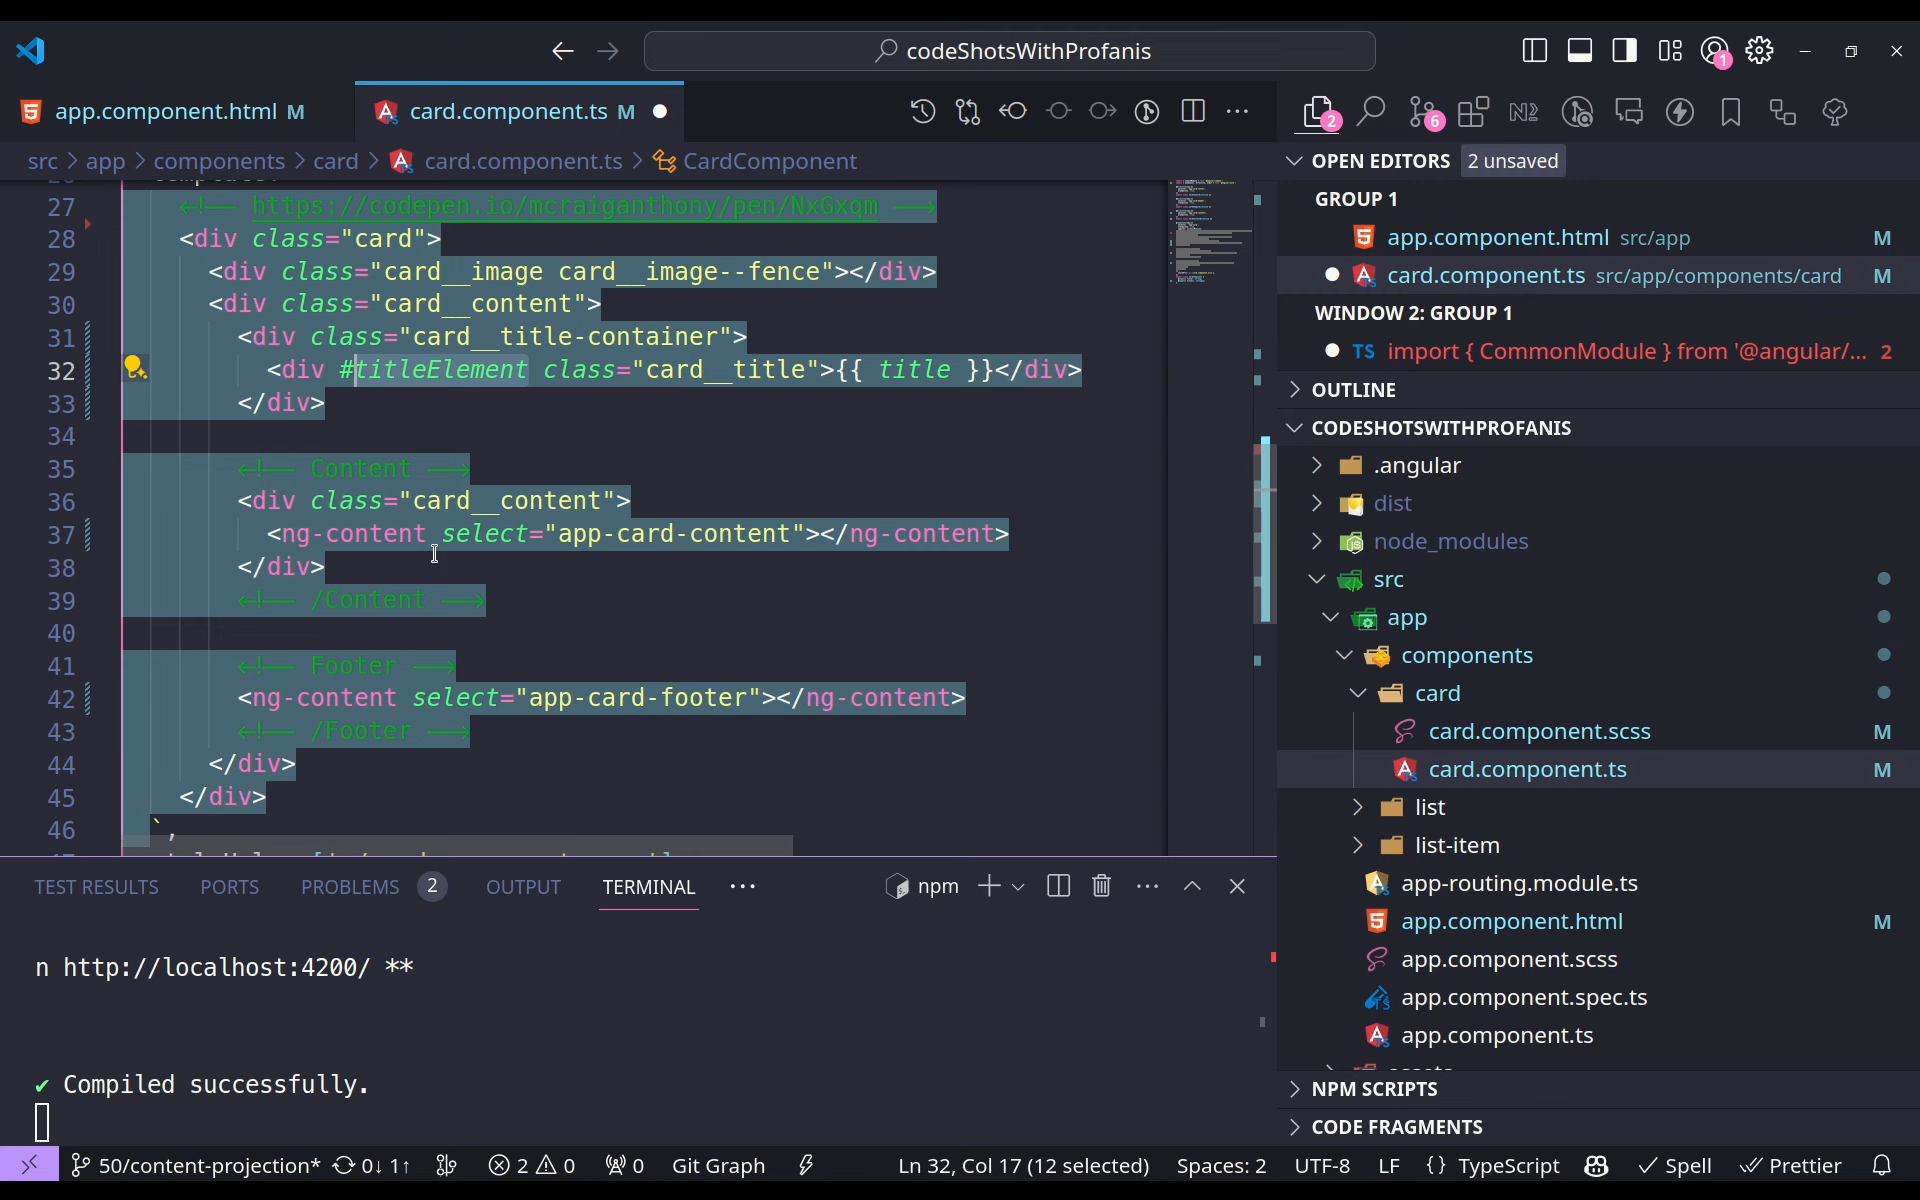 codeShotsWithProfanis
1
app.component.html M
card.component.ts M
2
6
src > app > components > card > card.component.ts > CardComponent
27 <!-- https://codepen.io/mcraiganthony/pen/NxGxqm -->
28 <div class="card">
29 <div class="card__image card__image--fence"></div>
30 <div class="card__content">
31 <div class="card__title-container">
32 <div #titleElement class="card__title">{{ title }}</div>
33 </div>
34
35 <!-- Content -->
36 <div class="card__content">
37 <ng-content select="app-card-content"></ng-content>
38 </div>
39 <!-- /Content -->
40
41 <!-- Footer -->
42 <ng-content select="app-card-footer"></ng-content>
43 <!-- /Footer -->
44 </div>
45 </div>
46 `,
TEST RESULTS PORTS PROBLEMS 2 OUTPUT TERMINAL ... npm
n http://localhost:4200/ **
✔ Compiled successfully.
OPEN EDITORS 2 unsaved
GROUP 1
app.component.html src/app M
card.component.ts src/app/components/card M
WINDOW 2: GROUP 1
TS import { CommonModule } from '@angular/... 2
OUTLINE
CODESHOTSWITHPROFANIS
.angular
dist
node_modules
src
app
components
card
card.component.scss M
card.component.ts M
list
list-item
app-routing.module.ts
app.component.html M
app.component.scss
app.component.spec.ts
app.component.ts
NPM SCRIPTS
CODE FRAGMENTS
50/content-projection* 0↓ 1↑ 2 0 0 Git Graph Ln 32, Col 17 (12 selected) Spaces: 2 UTF-8 LF {} TypeScript Spell Prettier